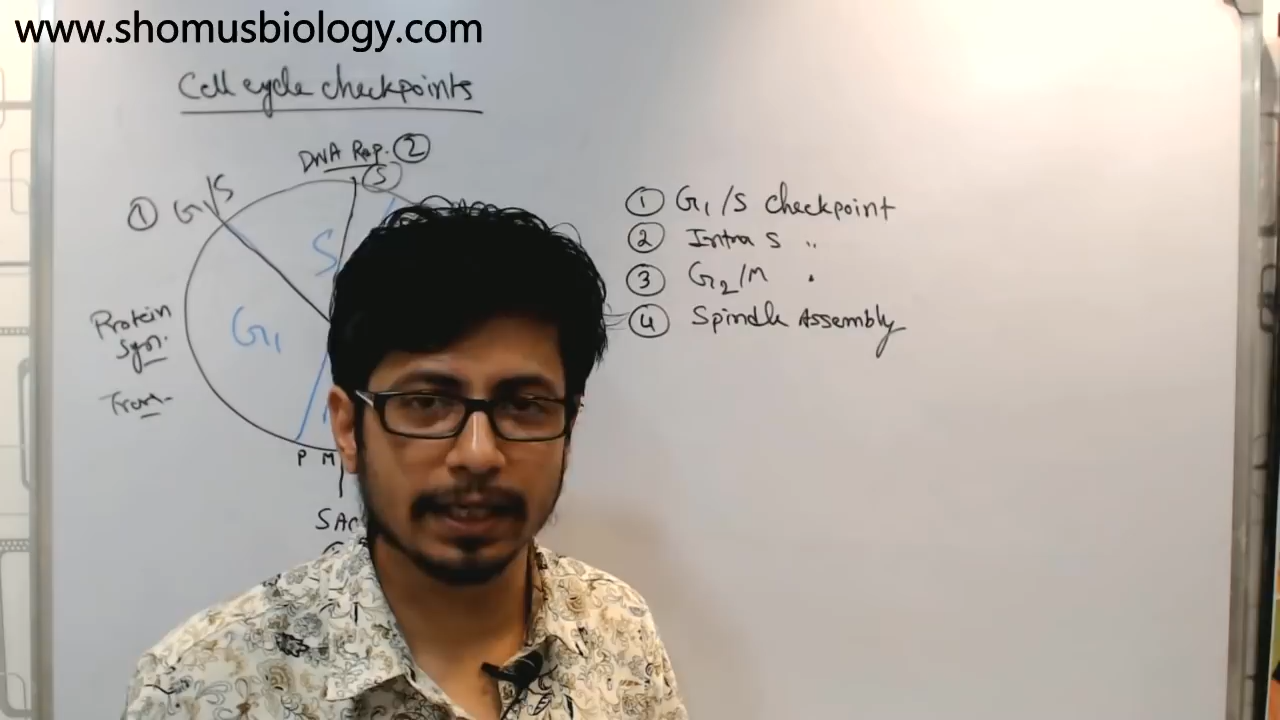 www.shomusbiology.com
Cell cycle checkpoints
DNA Rep. 2
S
1 G1/S
S
G1
Protein
Syn.
P M
SAC
1 G1/S Checkpoint
2 Intra S "
3 G2/M "
4 Spindle Assembly